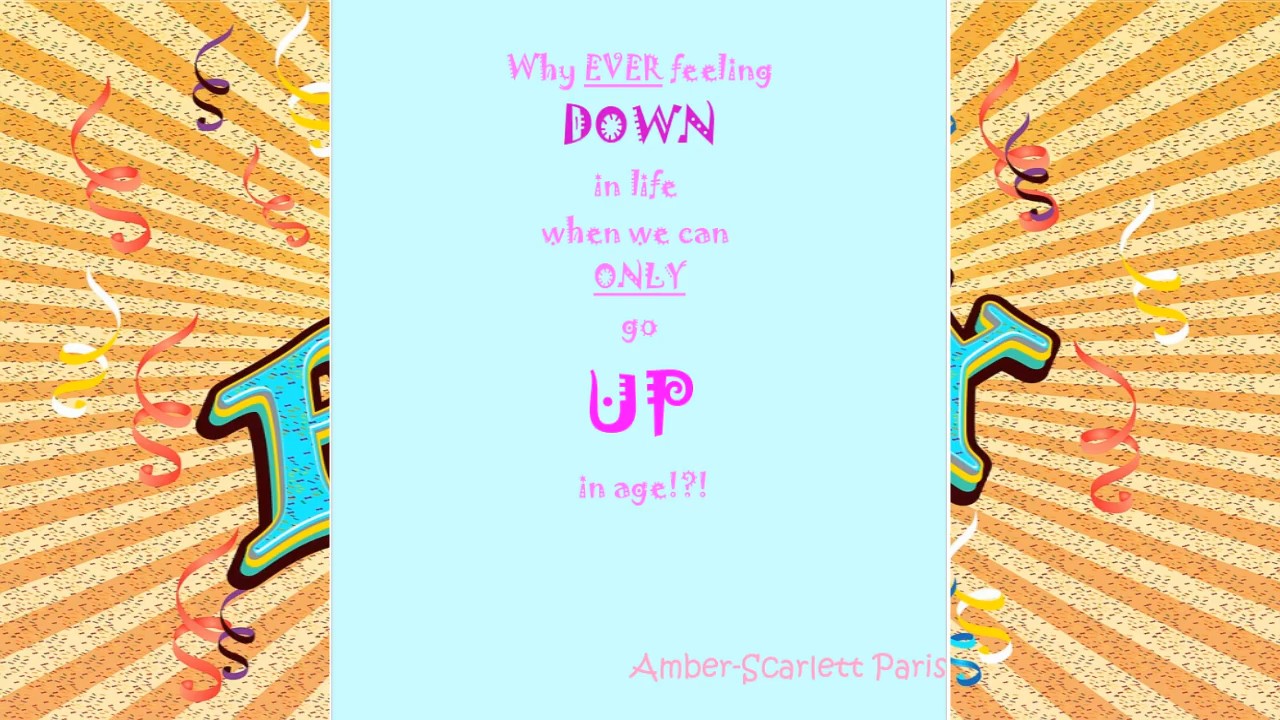 Why EVER feeling
DOWN
in life
when we can
ONLY
go
UP
in age!?!
Amber-Scarlett Paris